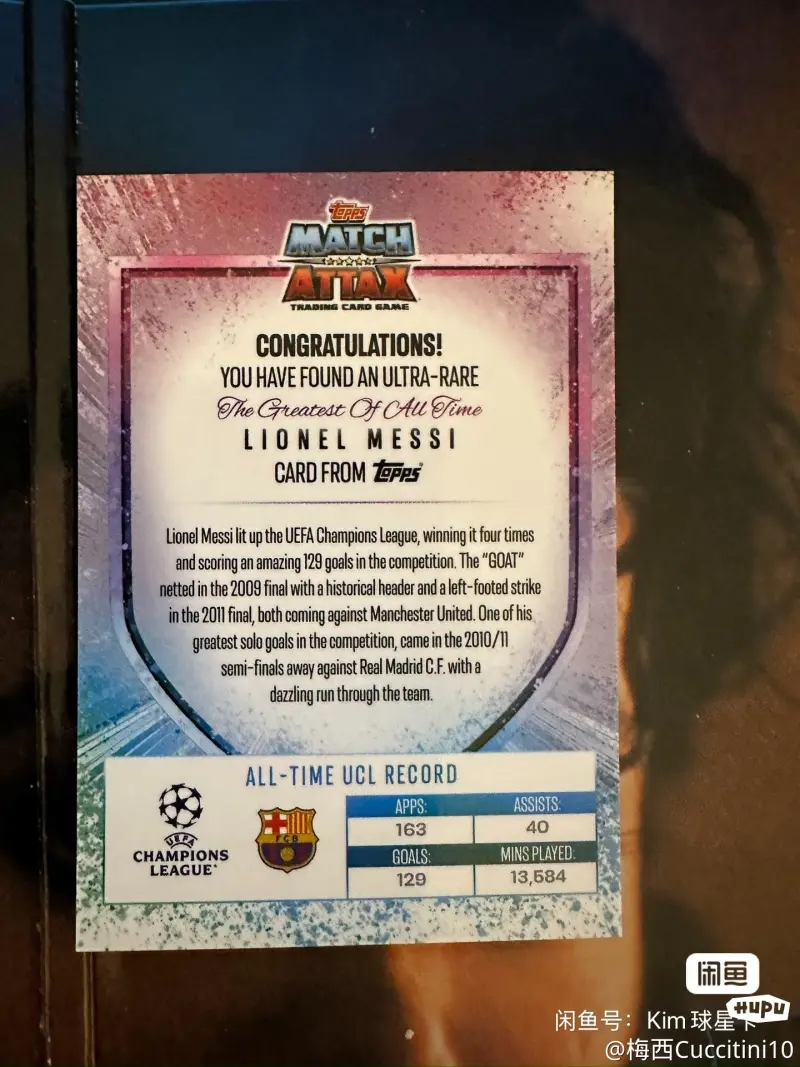 topps
MATCH
ATTAX
TRADING CARD GAME
CONGRATULATIONS!
YOU HAVE FOUND AN ULTRA-RARE
The Greatest Of All Time
LIONEL MESSI
CARD FROM topps
Lionel Messi lit up the UEFA Champions League, winning it four times
and scoring an amazing 129 goals in the competition. The “GOAT”
netted in the 2009 final with a historical header and a left-footed strike
in the 2011 final, both coming against Manchester United. One of his
greatest solo goals in the competition, came in the 2010/11
semi-finals away against Real Madrid C.F. with a
dazzling run through the team.
ALL-TIME UCL RECORD
UEFA
CHAMPIONS
LEAGUE
FCB
APPS: ASSISTS:
163 40
GOALS: MINS PLAYED:
129 13,584
闲鱼
HUPU
闲鱼号：Kim球星卡
@梅西Cuccitini10